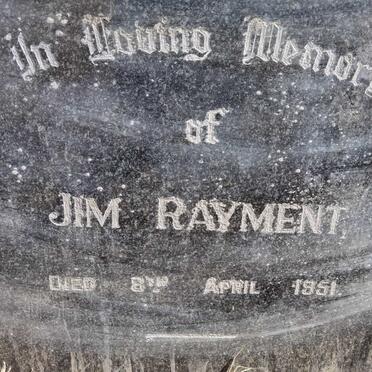 In Loving Memory
of
JIM RAYMENT,
DIED 8TH APRIL 1951.